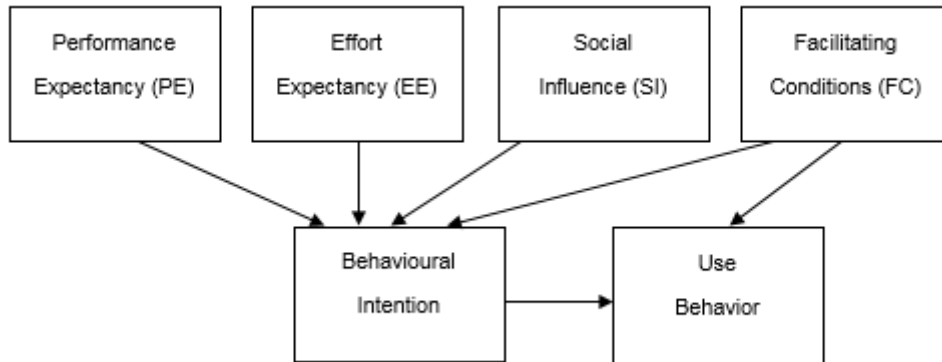 Performance
Expectancy (PE)
Effort
Expectancy (EE)
Social
Influence (SI)
Facilitating
Conditions (FC)
Behavioural
Intention
Use
Behavior